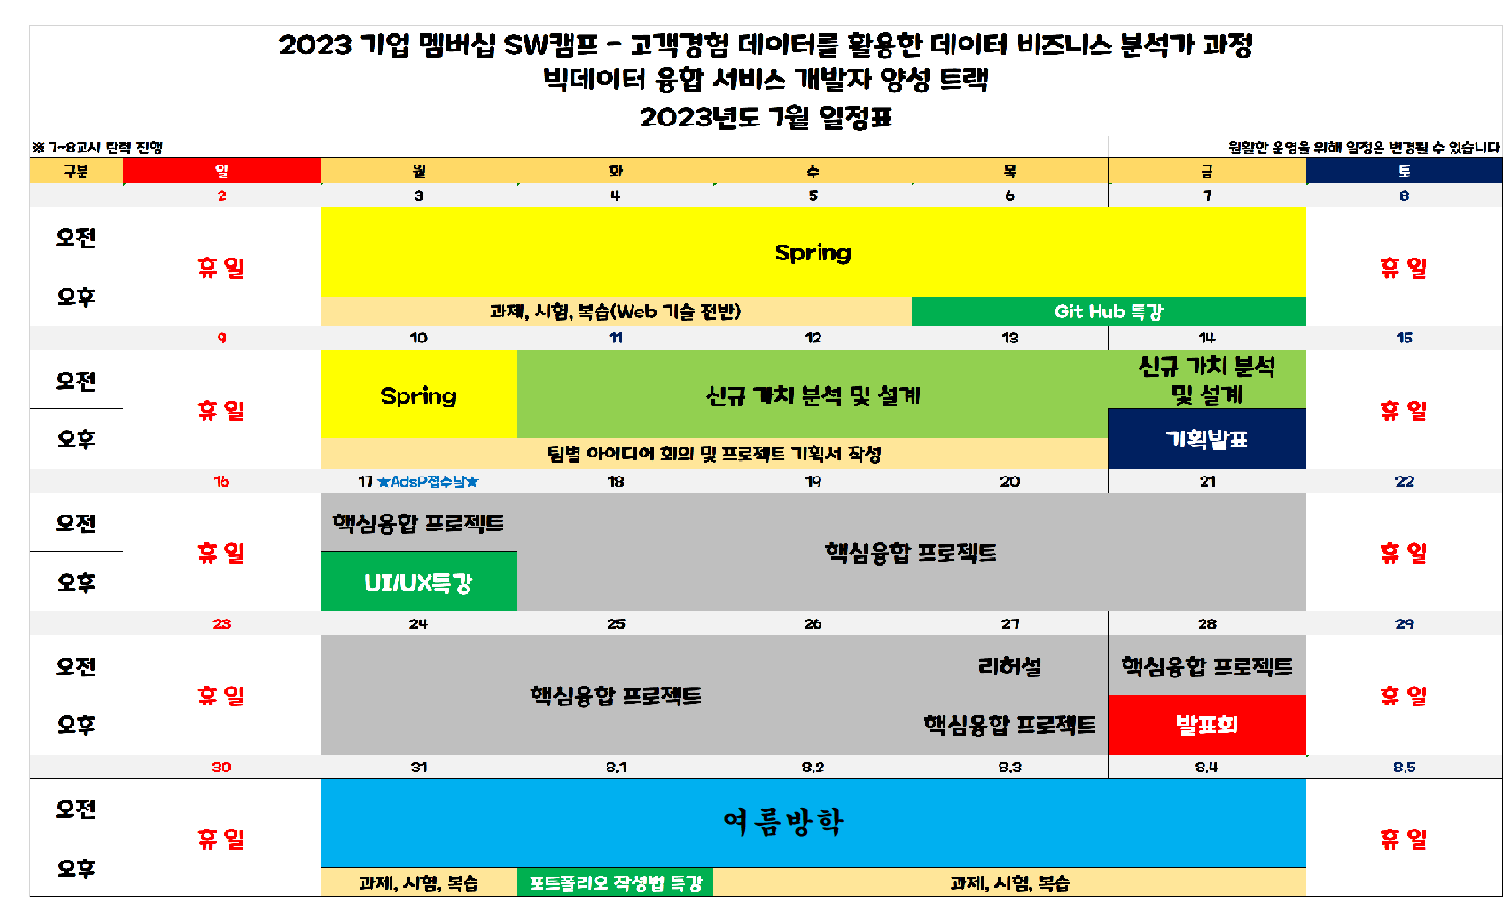 2023 기업 멤버십 SW캠프 - 고객경험 데이터를 활용한 데이터 비즈니스 분석가 과정
빅데이터 융합 서비스 개발자 양성 트랙
2023년도 7월 일정표
※ 7~8교시 탄력 진행 원활한 운영을 위해 일정은 변경될 수 있습니다
구분 일 월 화 수 목 금 토
2 3 4 5 6 7 8
오전
오후
휴 일
Spring
과제, 시험, 복습(Web 기술 전반)
Git Hub 특강
휴 일
9 10 11 12 13 14 15
오전
오후
휴 일
Spring
신규 가치 분석 및 설계
신규 가치 분석
및 설계
팀별 아이디어 회의 및 프로젝트 기획서 작성
기획발표
휴 일
16 17 ★AdsP접수날★ 18 19 20 21 22
오전
오후
휴 일
핵심융합 프로젝트
UI/UX특강
핵심융합 프로젝트
휴 일
23 24 25 26 27 28 29
오전
오후
휴 일
핵심융합 프로젝트
리허설
핵심융합 프로젝트
핵심융합 프로젝트
발표회
휴 일
30 31 8.1 8.2 8.3 8.4 8.5
오전
오후
휴 일
여름방학
과제, 시험, 복습
포트폴리오 작성법 특강
과제, 시험, 복습
휴 일